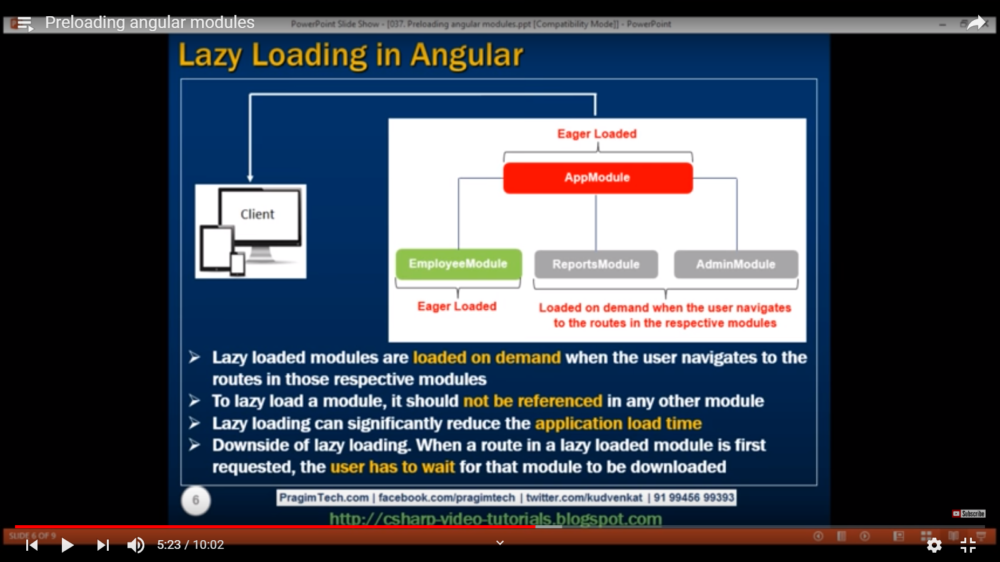 Preloading angular modules
PowerPoint Slide Show - [037. Preloading angular modules.ppt [Compatibility Mode]] - PowerPoint
Lazy Loading in Angular
Eager Loaded
AppModule
Client
EmployeeModule
ReportsModule
AdminModule
Eager Loaded
Loaded on demand when the user navigates
to the routes in the respective modules
Lazy loaded modules are loaded on demand when the user navigates to the
routes in those respective modules
To lazy load a module, it should not be referenced in any other module
Lazy loading can significantly reduce the application load time
Downside of lazy loading. When a route in a lazy loaded module is first
requested, the user has to wait for that module to be downloaded
6
PragimTech.com | facebook.com/pragimtech | twitter.com/kudvenkat | 91 99456 99393
http://csharp-video-tutorials.blogspot.com
Subscribe
SLIDE 6 OF 9
5:23 / 10:02